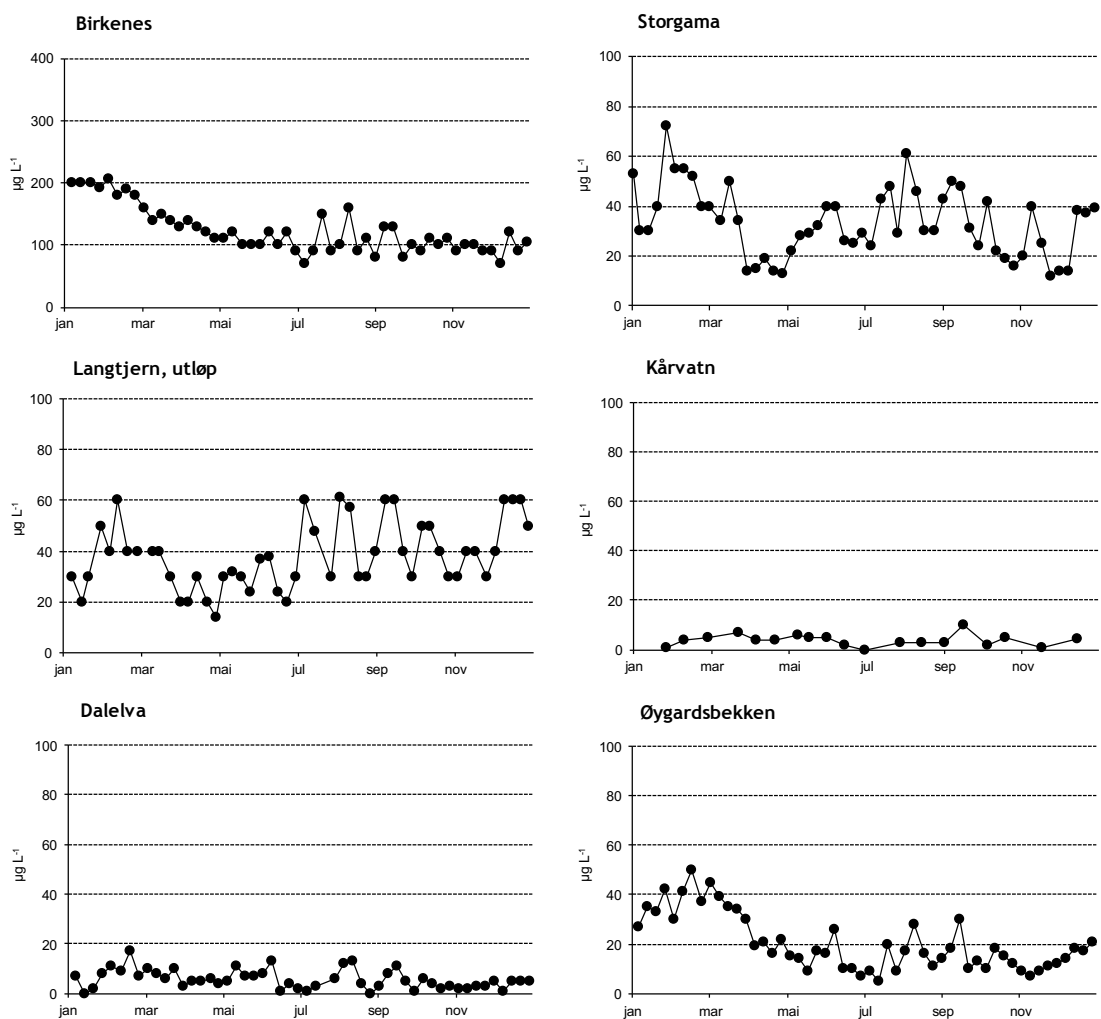 Birkenes
400
300
200
100
0
µg L-1
jan mar mai jul sep nov
Storgama
100
80
60
40
20
0
µg L-1
jan mar mai jul sep nov
Langtjern, utløp
100
80
60
40
20
0
µg L-1
jan mar mai jul sep nov
Kårvatn
100
80
60
40
20
0
µg L-1
jan mar mai jul sep nov
Dalelva
100
80
60
40
20
0
µg L-1
jan mar mai jul sep nov
Øygardsbekken
100
80
60
40
20
0
µg L-1
jan mar mai jul sep nov